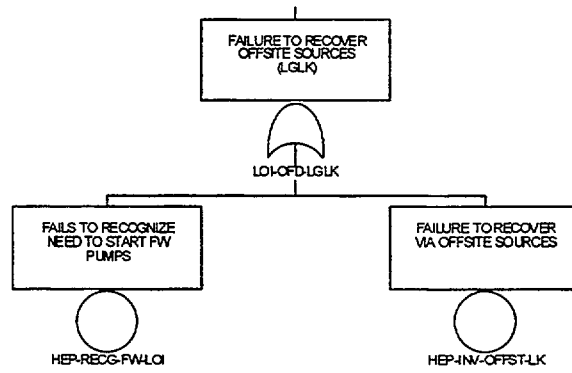 FAILURE TO RECOVER
OFFSITE SOURCES
(LGLK)
LOI-OFD-LGLK
FAILS TO RECOGNIZE
NEED TO START FW
PUMPS
FAILURE TO RECOVER
VIA OFFSITE SOURCES
HEP-RECG-FW-LOI
HEP-INV-OFFST-LK